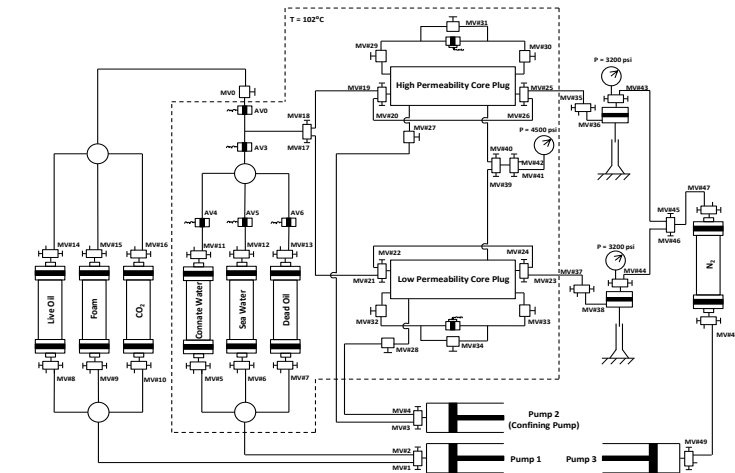 MV#31
T = 102°C
MV#29
MV#30
P = 3200 psi
MV0
MV#19
High Permeability Core Plug
MV#25
MV#43
MV#35
AV0
MV#18
MV#20
MV#26
MV#36
MV#27
P = 4500 psi
AV3
MV#17
MV#40
MV#42
MV#41
MV#39
MV#47
AV4
AV5
AV6
MV#45
MV#46
MV#14
MV#15
MV#16
MV#11
MV#12
MV#13
MV#22
MV#24
P = 3200 psi
MV#21
Low Permeability Core Plug
MV#23
MV#37
MV#44
Live Oil
Foam
CO2
Connate Water
Sea Water
Dead Oil
N2
MV#32
MV#33
MV#38
MV#28
MV#34
MV#4
MV#8
MV#9
MV#10
MV#5
MV#6
MV#7
MV#4
MV#3
Pump 2
(Confining Pump)
MV#2
MV#1
Pump 1
Pump 3
MV#49